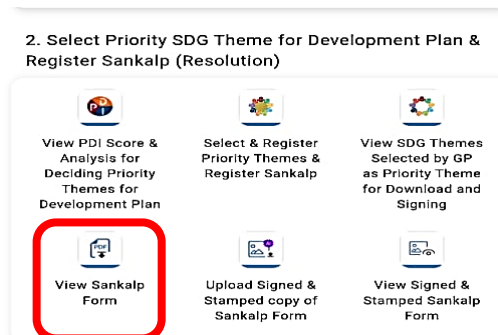 2. Select Priority SDG Theme for Development Plan &
Register Sankalp (Resolution)
View PDI Score &
Analysis for
Deciding Priority
Themes for
Development Plan
Select & Register
Priority Themes &
Register Sankalp
View SDG Themes
Selected by GP
as Priority Theme
for Download and
Signing
PDF
View Sankalp
Form
Upload Signed &
Stamped copy of
Sankalp Form
View Signed &
Stamped Sankalp
Form